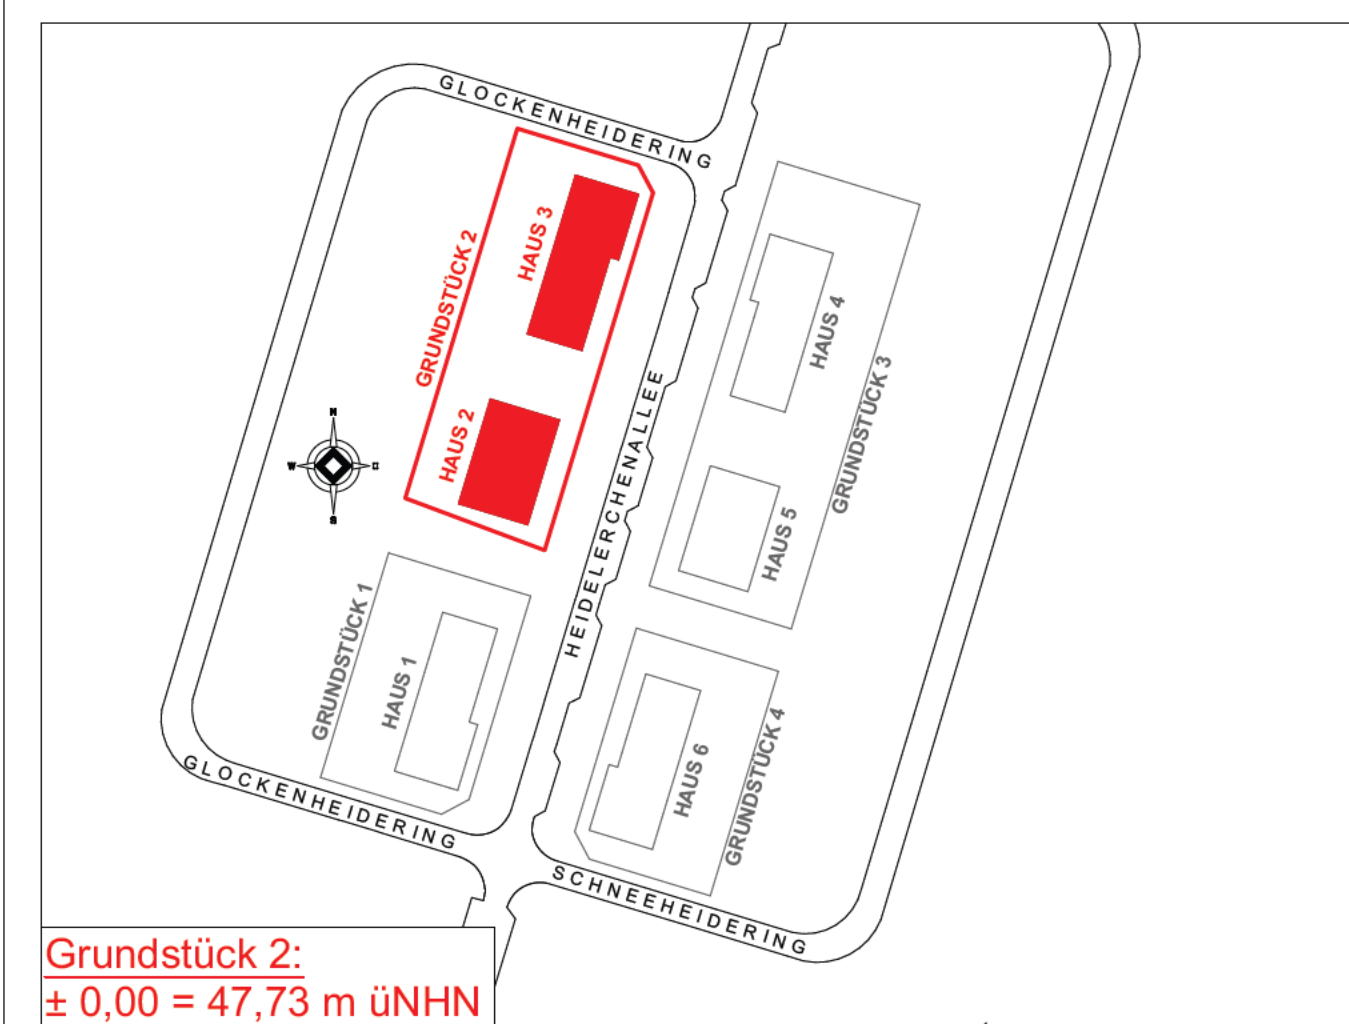 GLOCKENHEIDERING
HAUS 3
GRUNDSTÜCK 2
HAUS 4
HAUS 2
GRUNDSTÜCK 3
HEIDELERCHENALLEE
N
W
O
S
HAUS 5
GRUNDSTÜCK 1
HAUS 1
HAUS 6
GRUNDSTÜCK 4
GLOCKENHEIDERING
SCHNEEHEIDERING
Grundstück 2:
± 0,00 = 47,73 m üNHN